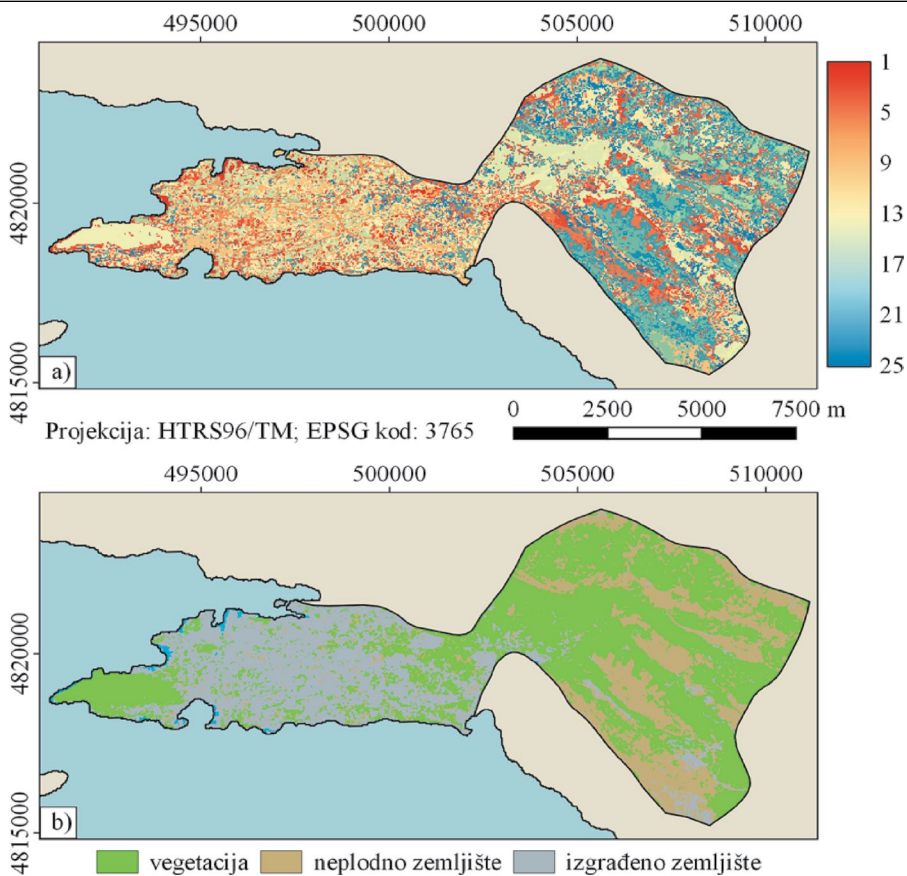 495000 500000 505000 510000
4820000
4815000
1
5
9
13
17
21
25
a)
Projekcija: HTRS96/TM; EPSG kod: 3765
0 2500 5000 7500 m
495000 500000 505000 510000
4820000
4815000
b)
vegetacija neplodno zemljište izgrađeno zemljište